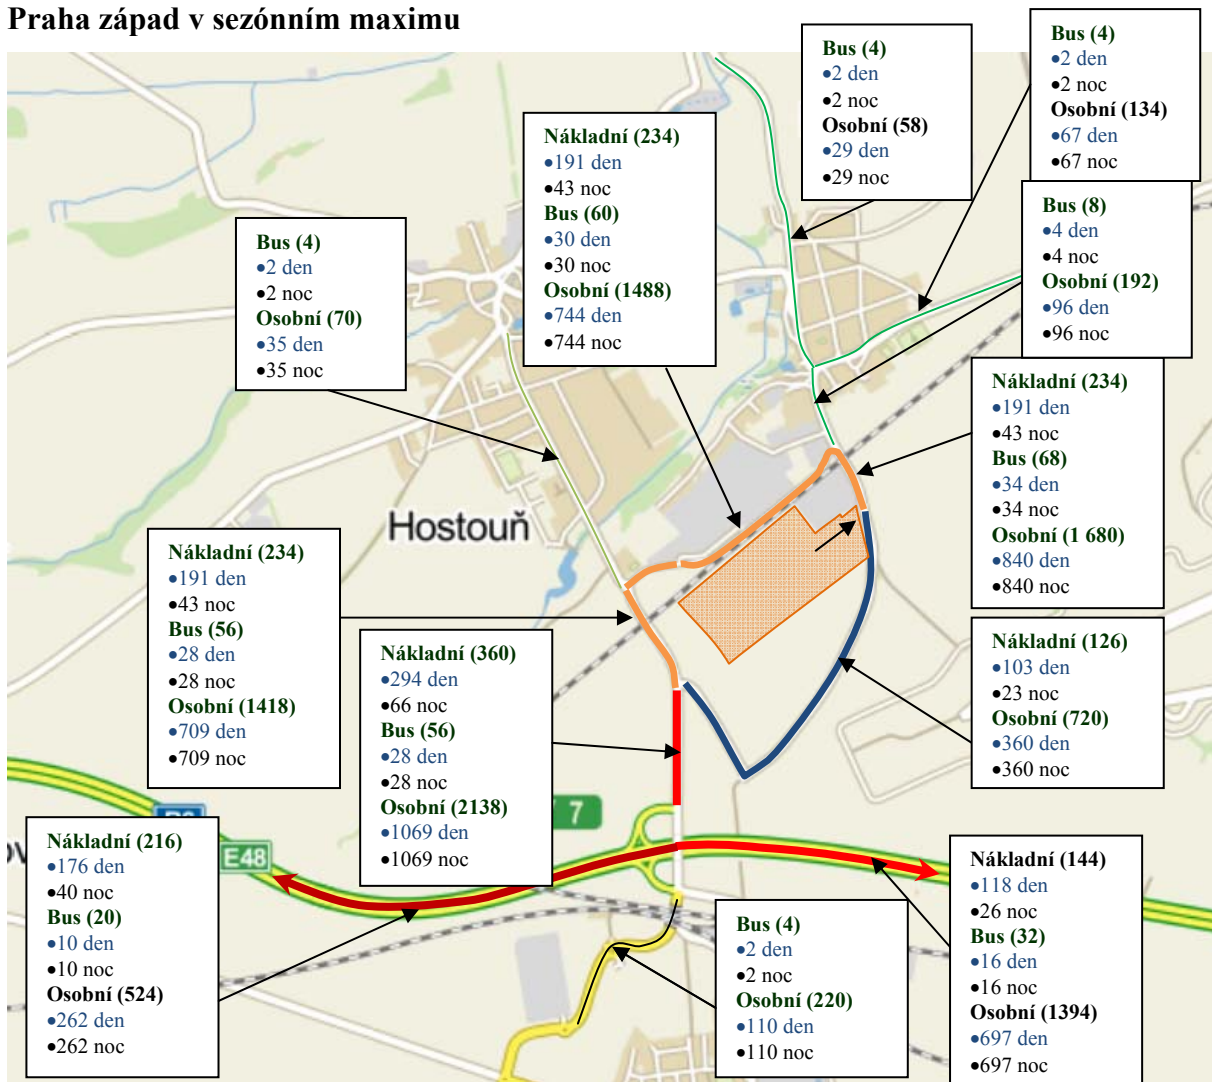 Praha západ v sezónním maximu
Bus (4)
•2 den
•2 noc
Osobní (58)
•29 den
•29 noc
Bus (4)
•2 den
•2 noc
Osobní (134)
•67 den
•67 noc
Nákladní (234)
•191 den
•43 noc
Bus (60)
•30 den
•30 noc
Osobní (1488)
•744 den
•744 noc
Bus (8)
•4 den
•4 noc
Osobní (192)
•96 den
•96 noc
Bus (4)
•2 den
•2 noc
Osobní (70)
•35 den
•35 noc
Nákladní (234)
•191 den
•43 noc
Bus (68)
•34 den
•34 noc
Osobní (1 680)
•840 den
•840 noc
Hostouň
Nákladní (234)
•191 den
•43 noc
Bus (56)
•28 den
•28 noc
Osobní (1418)
•709 den
•709 noc
Nákladní (360)
•294 den
•66 noc
Bus (56)
•28 den
•28 noc
Osobní (2138)
•1069 den
•1069 noc
Nákladní (126)
•103 den
•23 noc
Osobní (720)
•360 den
•360 noc
7
E48
Nákladní (216)
•176 den
•40 noc
Bus (20)
•10 den
•10 noc
Osobní (524)
•262 den
•262 noc
Bus (4)
•2 den
•2 noc
Osobní (220)
•110 den
•110 noc
Nákladní (144)
•118 den
•26 noc
Bus (32)
•16 den
•16 noc
Osobní (1394)
•697 den
•697 noc